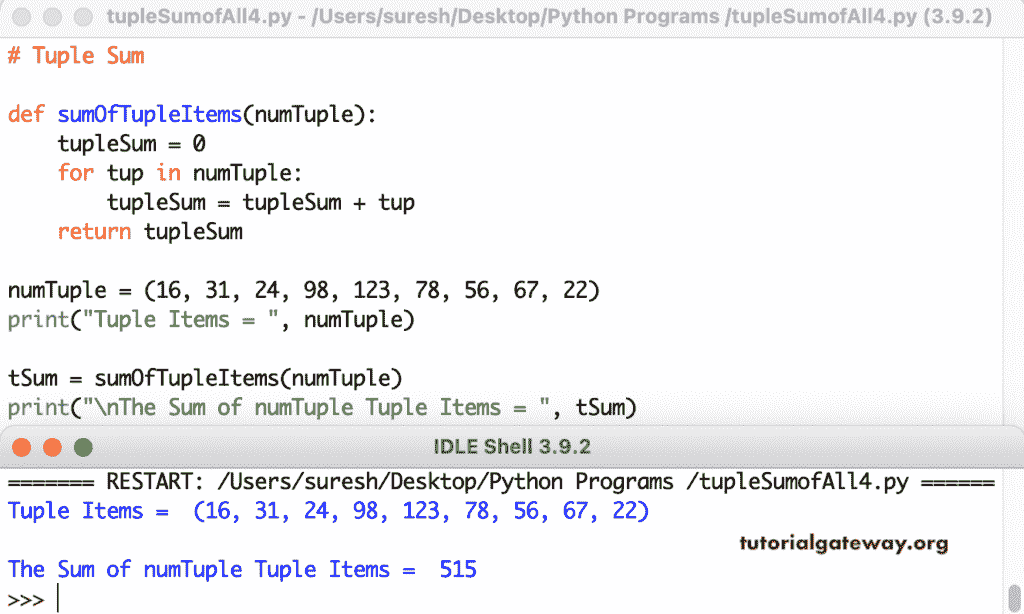 tupleSumofAll4.py - /Users/suresh/Desktop/Python Programs /tupleSumofAll4.py (3.9.2)
# Tuple Sum
def sumOfTupleItems(numTuple):
    tupleSum = 0
    for tup in numTuple:
        tupleSum = tupleSum + tup
    return tupleSum
numTuple = (16, 31, 24, 98, 123, 78, 56, 67, 22)
print("Tuple Items = ", numTuple)
tSum = sumOfTupleItems(numTuple)
print("\nThe Sum of numTuple Tuple Items = ", tSum)
IDLE Shell 3.9.2
======= RESTART: /Users/suresh/Desktop/Python Programs /tupleSumofAll4.py ======
Tuple Items =  (16, 31, 24, 98, 123, 78, 56, 67, 22)
tutorialgateway.org
The Sum of numTuple Tuple Items =  515
>>>